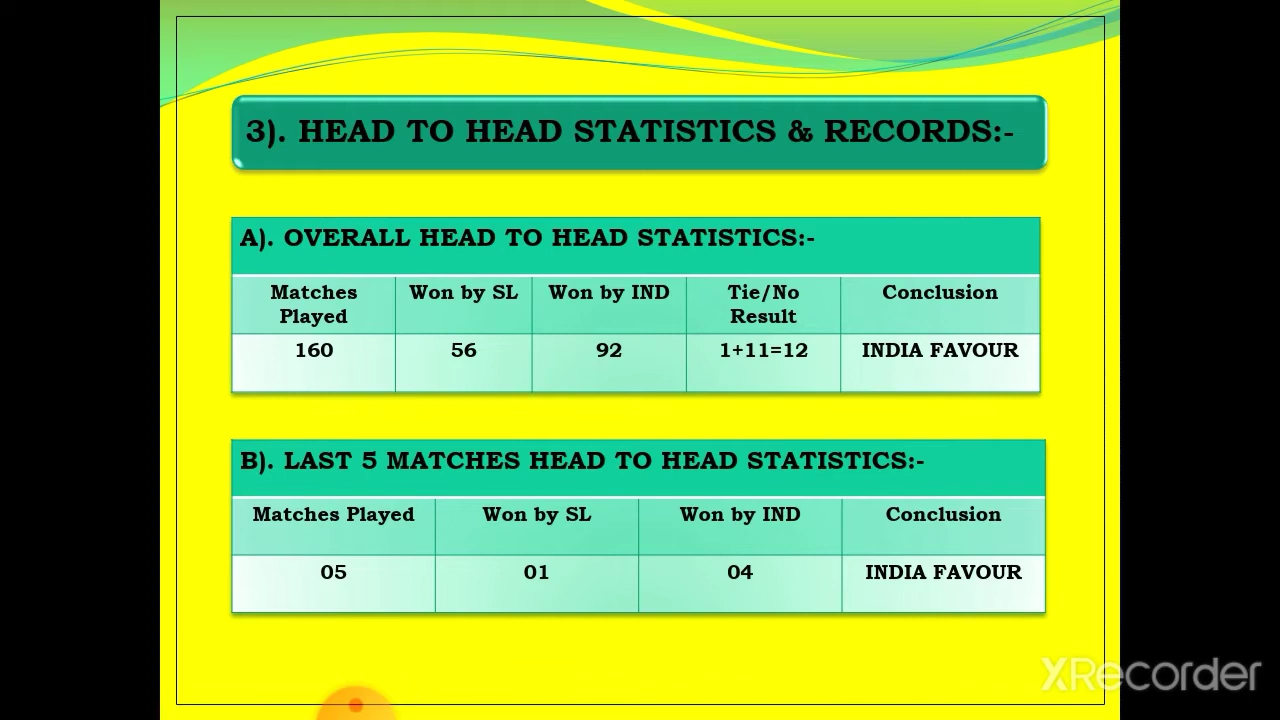 3). HEAD TO HEAD STATISTICS & RECORDS:-
A). OVERALL HEAD TO HEAD STATISTICS:-
Matches Played Won by SL Won by IND Tie/No Result Conclusion
160 56 92 1+11=12 INDIA FAVOUR
B). LAST 5 MATCHES HEAD TO HEAD STATISTICS:-
Matches Played Won by SL Won by IND Conclusion
05 01 04 INDIA FAVOUR
XRecorder